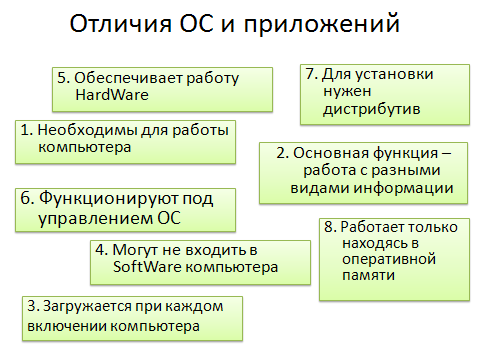 Отличия ОС и приложений
5. Обеспечивает работу
HardWare
7. Для установки
нужен
дистрибутив
1. Необходимы для работы
компьютера
2. Основная функция –
работа с разными
видами информации
6. Функционируют под
управлением ОС
8. Работает только
находясь в
оперативной
памяти
4. Могут не входить в
SoftWare компьютера
3. Загружается при каждом
включении компьютера